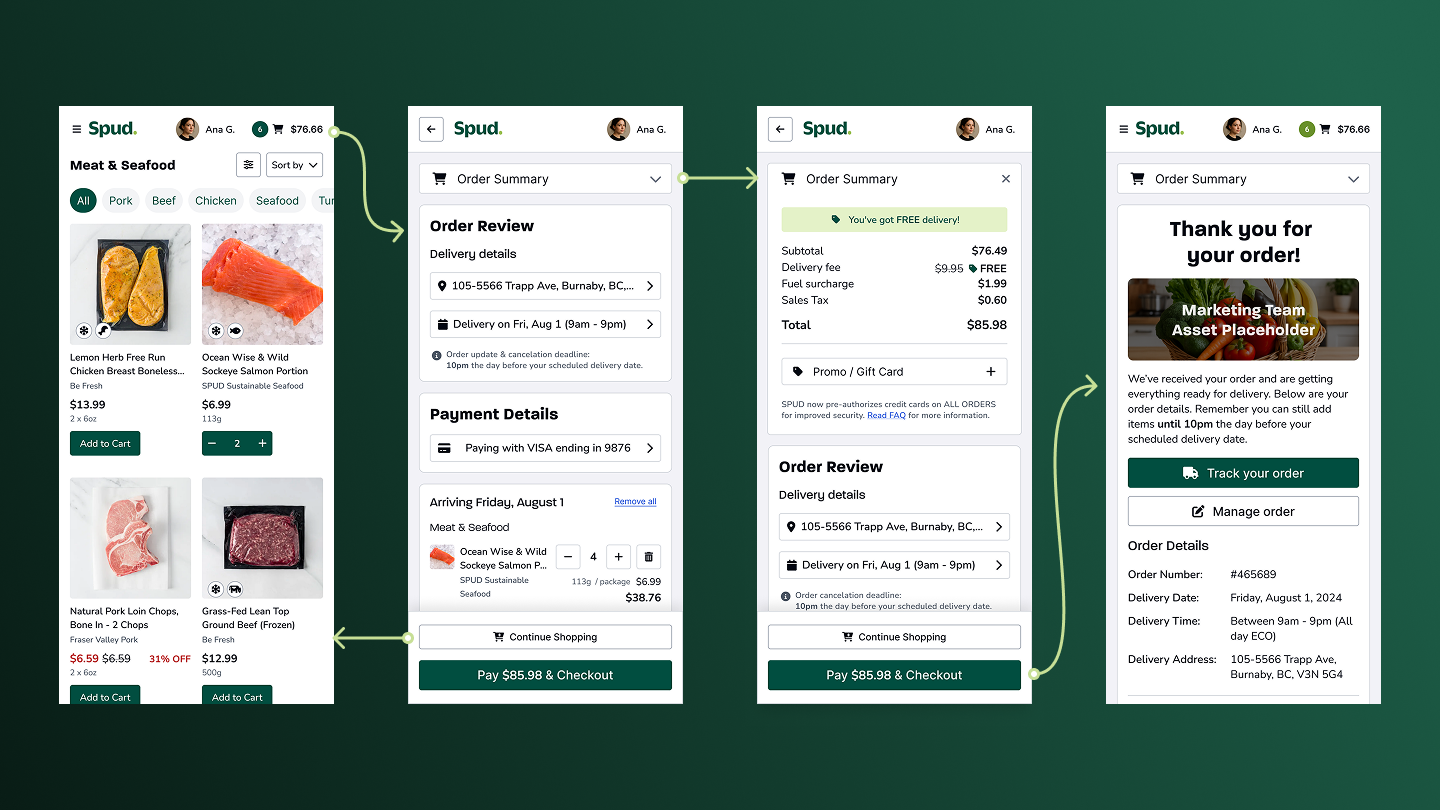 Spud.
Ana G.
6
$76.66
Meat & Seafood
Sort by
All
Pork
Beef
Chicken
Seafood
Tur
Lemon Herb Free Run
Chicken Breast Boneless...
Be Fresh
$13.99
2 x 6oz
Add to Cart
Ocean Wise & Wild
Sockeye Salmon Portion
SPUD Sustainable Seafood
$6.99
113g
− 2 +
Natural Pork Loin Chops,
Bone In - 2 Chops
Fraser Valley Pork
$6.59 $6.59 31% OFF
2 x 6oz
Add to Cart
Grass-Fed Lean Top
Ground Beef (Frozen)
Be Fresh
$12.99
500g
Add to Cart
Spud.
Ana G.
Order Summary
Order Review
Delivery details
105-5566 Trapp Ave, Burnaby, BC,...
Delivery on Fri, Aug 1 (9am - 9pm)
Order update & cancelation deadline:
10pm the day before your scheduled delivery date.
Payment Details
Paying with VISA ending in 9876
Arriving Friday, August 1
Remove all
Meat & Seafood
Ocean Wise & Wild
Sockeye Salmon P...
− 4 +
SPUD Sustainable
Seafood
113g / package $6.99
$38.76
Continue Shopping
Pay $85.98 & Checkout
Spud.
Ana G.
Order Summary
You've got FREE delivery!
Subtotal $76.49
Delivery fee $9.95 FREE
Fuel surcharge $1.99
Sales Tax $0.60
Total $85.98
Promo / Gift Card +
SPUD now pre-authorizes credit cards on ALL ORDERS
for improved security. Read FAQ for more information.
Order Review
Delivery details
105-5566 Trapp Ave, Burnaby, BC,...
Delivery on Fri, Aug 1 (9am - 9pm)
Order cancelation deadline:
10pm the day before your scheduled delivery date.
Continue Shopping
Pay $85.98 & Checkout
Spud.
Ana G.
6
$76.66
Order Summary
Thank you for
your order!
Marketing Team
Asset Placeholder
We've received your order and are getting
everything ready for delivery. Below are your
order details. Remember you can still add
items until 10pm the day before your
scheduled delivery date.
Track your order
Manage order
Order Details
Order Number: #465689
Delivery Date: Friday, August 1, 2024
Delivery Time: Between 9am - 9pm (All
day ECO)
Delivery Address: 105-5566 Trapp Ave,
Burnaby, BC, V3N 5G4